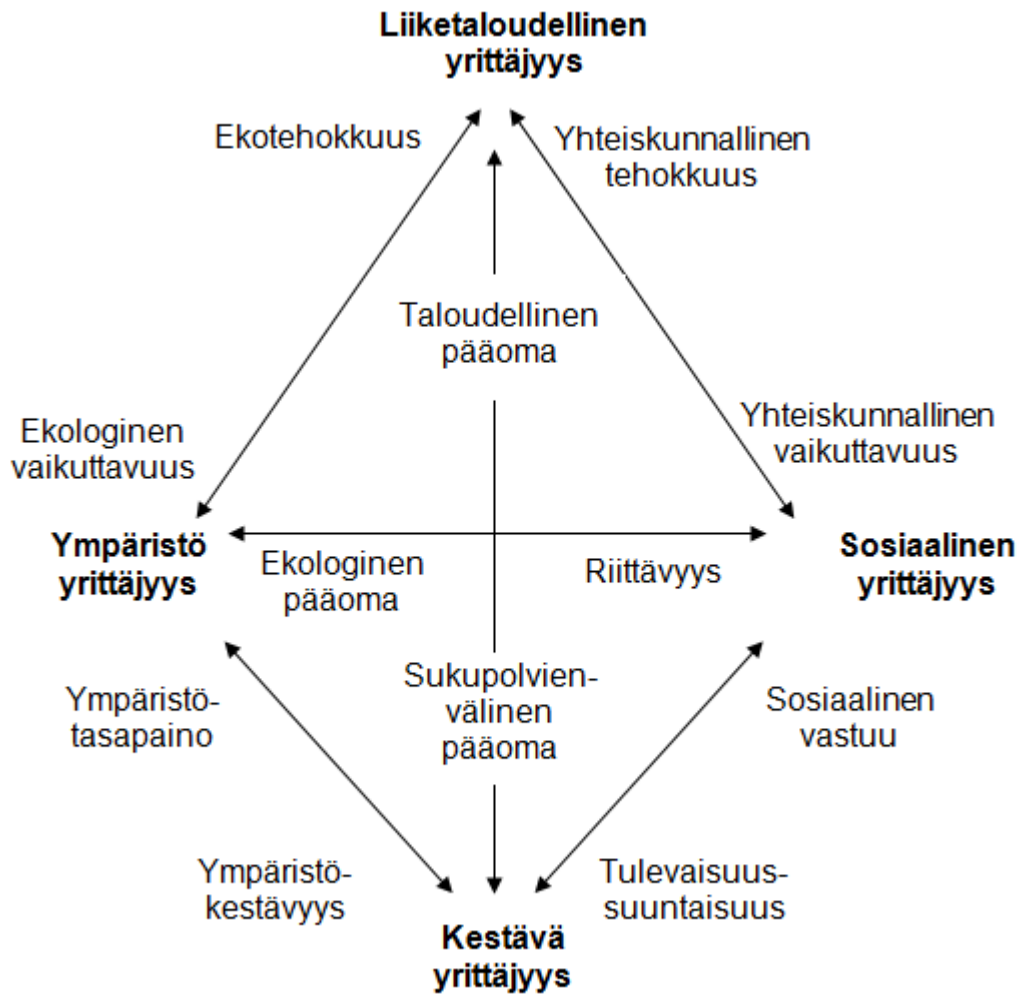 Liiketaloudellinen
yrittäjyys
Ekotehokkuus
Yhteiskunnallinen
tehokkuus
Taloudellinen
pääoma
Ekologinen
vaikuttavuus
Yhteiskunnallinen
vaikuttavuus
Ympäristö
yrittäjyys
Ekologinen
pääoma
Riittävyys
Sosiaalinen
yrittäjyys
Ympäristö-
tasapaino
Sukupolvien-
välinen
pääoma
Sosiaalinen
vastuu
Ympäristö-
kestävyys
Tulevaisuus-
suuntaisuus
Kestävä
yrittäjyys